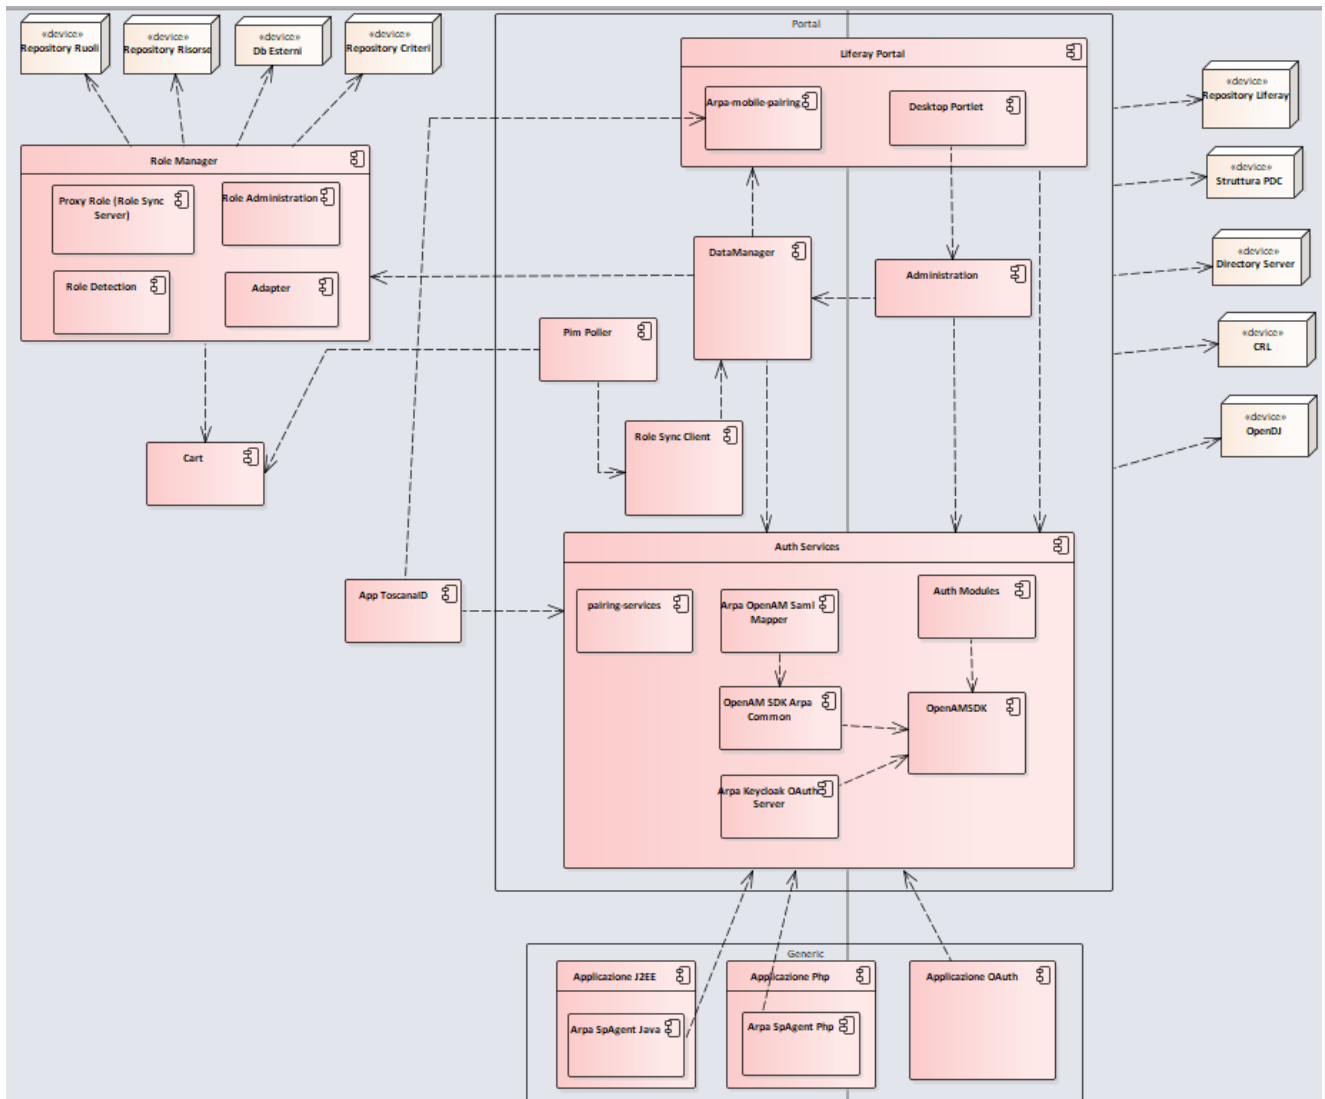 «device»
Repository Ruoli
«device»
Repository Risorse
«device»
Db Esterni
«device»
Repository Criteri
Portal
Liferay Portal
Arpa-mobile-pairing
Desktop Portlet
«device»
Repository Liferay
«device»
Struttura PDC
«device»
Directory Server
«device»
CRL
«device»
OpenDJ
Role Manager
Proxy Role (Role Sync
Server)
Role Administration
Role Detection
Adapter
DataManager
Administration
Pim Poller
Role Sync Client
Cart
App ToscanaID
Auth Services
pairing-services
Arpa OpenAM Saml
Mapper
Auth Modules
OpenAM SDK Arpa
Common
OpenAMSDK
Arpa Keycloak OAuth
Server
Generic
Applicazione J2EE
Arpa SpAgent Java
Applicazione Php
Arpa SpAgent Php
Applicazione OAuth